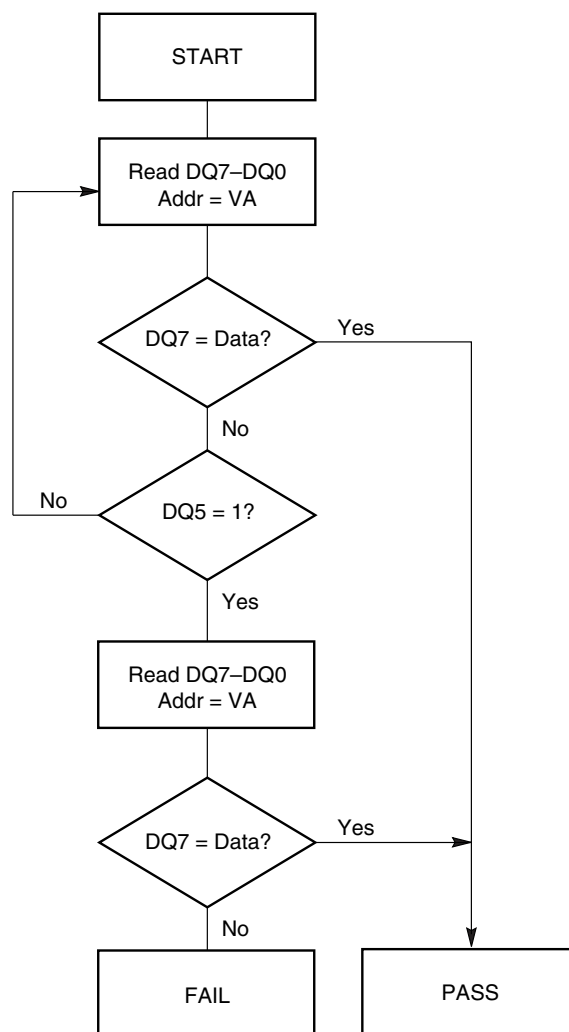 START
Read DQ7–DQ0
Addr = VA
DQ7 = Data?
Yes
No
No
DQ5 = 1?
Yes
Read DQ7–DQ0
Addr = VA
DQ7 = Data?
Yes
No
FAIL
PASS